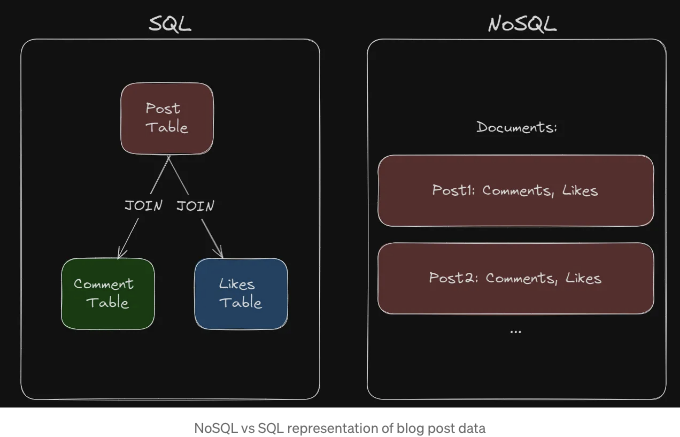 SQL
Post
Table
JOIN JOIN
Comment
Table
Likes
Table
NoSQL
Documents:
Post1: Comments, Likes
Post2: Comments, Likes
...
NoSQL vs SQL representation of blog post data